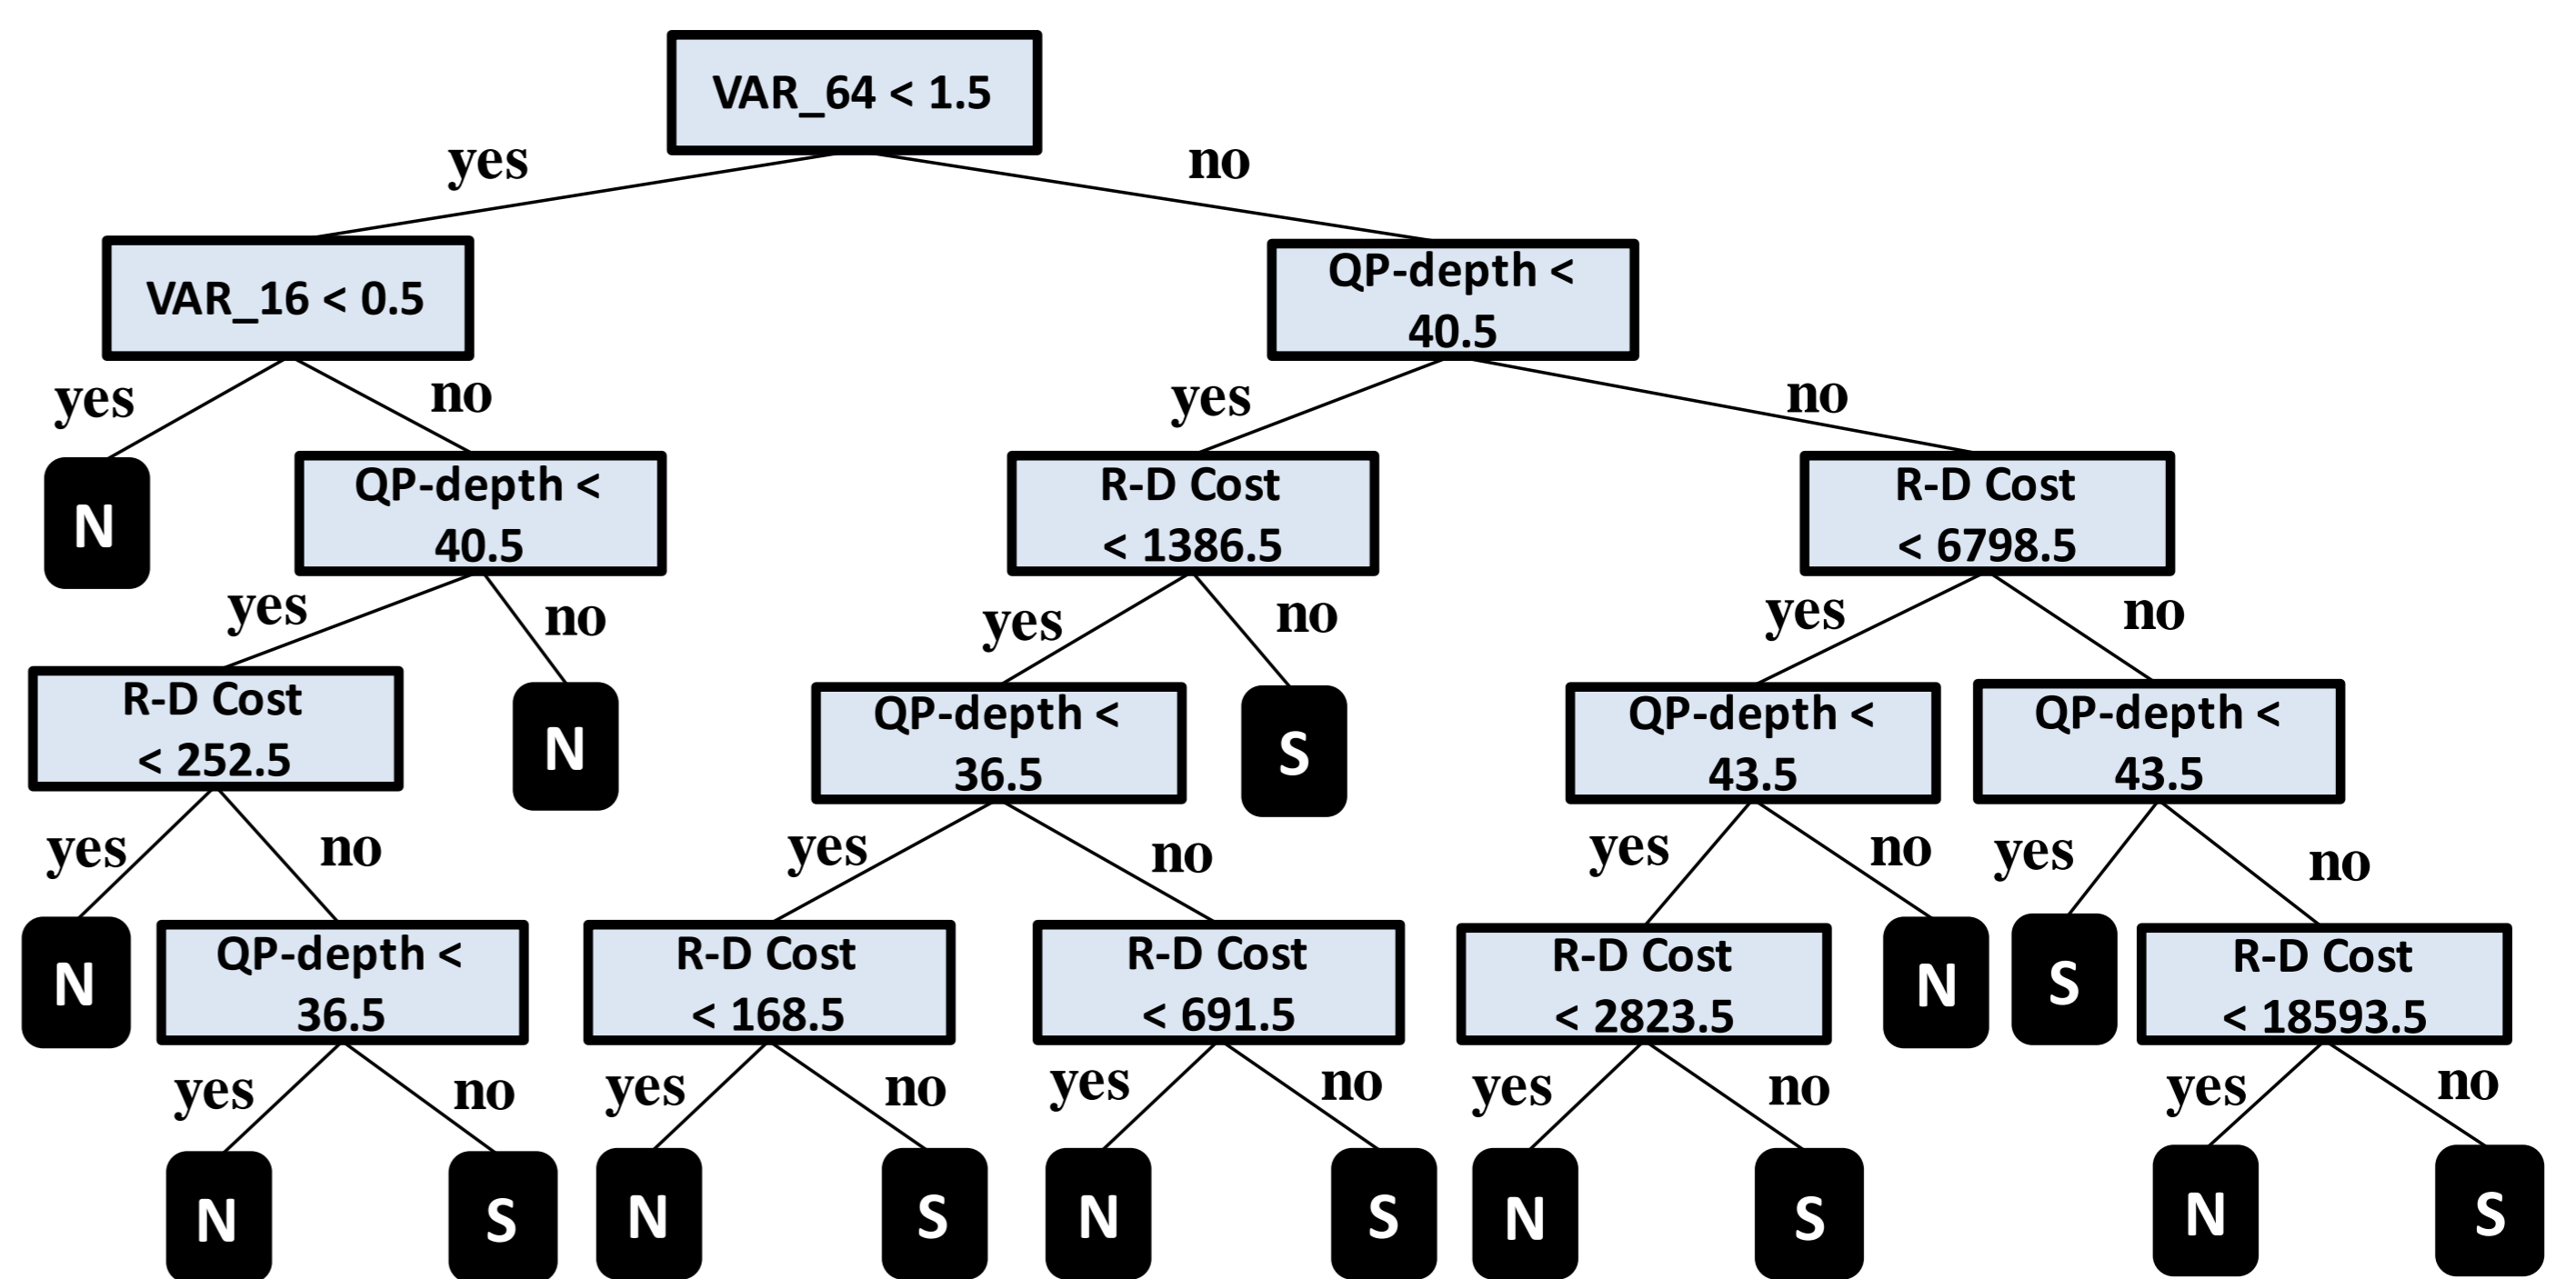 VAR_64 < 1.5
yes
no
VAR_16 < 0.5
QP-depth <
40.5
yes
no
yes
no
N
QP-depth <
40.5
R-D Cost
< 1386.5
R-D Cost
< 6798.5
yes
no
yes
no
yes
no
R-D Cost
< 252.5
N
QP-depth <
36.5
S
QP-depth <
43.5
QP-depth <
43.5
yes
no
yes
no
yes
no
yes
no
N
QP-depth <
36.5
R-D Cost
< 168.5
R-D Cost
< 691.5
R-D Cost
< 2823.5
N
S
R-D Cost
< 18593.5
yes
no
yes
no
yes
no
yes
no
yes
no
N
S
N
S
N
S
N
S
N
S